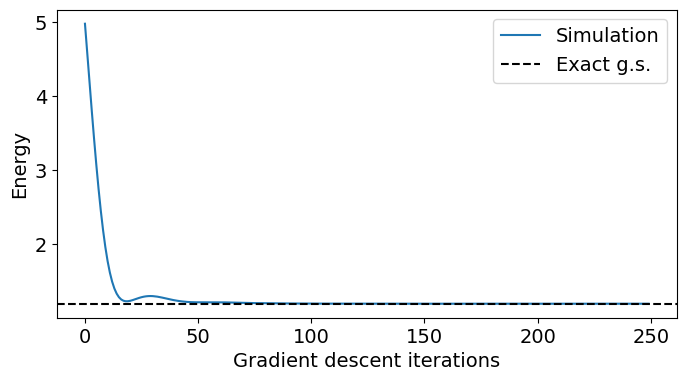 Simulation
Exact g.s.
Energy
5
4
3
2
0 50 100 150 200 250
Gradient descent iterations